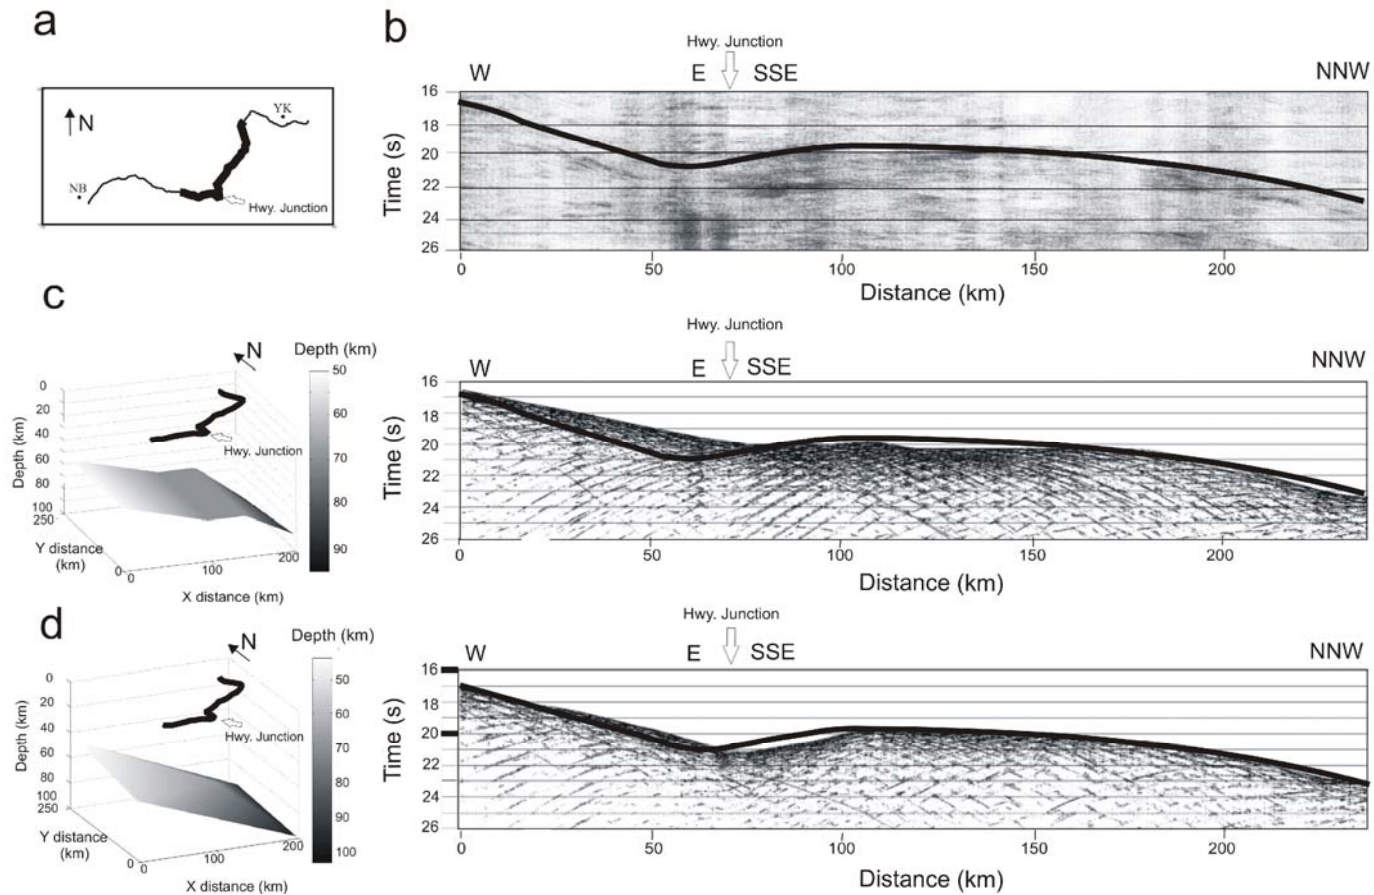 a
N
YK
NB
Hwy. Junction
b
Hwy. Junction
W E SSE NNW
Time (s)
16
18
20
22
24
26
0 50 100 150 200
Distance (km)
c
N
Depth (km)
50
60
70
80
90
Depth (km)
0
20
40
60
80
100
250
Hwy. Junction
Y distance
(km)
0
0
100
200
X distance (km)
Hwy. Junction
W E SSE NNW
Time (s)
16
18
20
22
24
26
0 50 100 150 200
Distance (km)
d
N
Depth (km)
50
60
70
80
90
100
Depth (km)
0
20
40
60
80
100
250
Hwy. Junction
Y distance
(km)
0
0
100
200
X distance (km)
Hwy. Junction
W E SSE NNW
Time (s)
16
18
20
22
24
26
0 50 100 150 200
Distance (km)